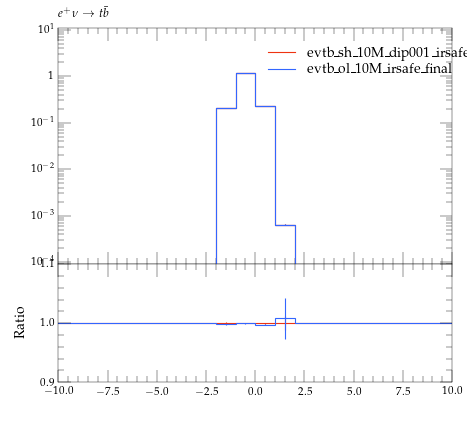 e⁺ν → tb̄
10¹
evtb_sh_10M_dip001_irsafe
evtb_ol_10M_irsafe_final
1
10⁻¹
10⁻²
10⁻³
10⁻⁴
1.1
Ratio
1.0
0.9
−10.0 −7.5 −5.0 −2.5 0.0 2.5 5.0 7.5 10.0